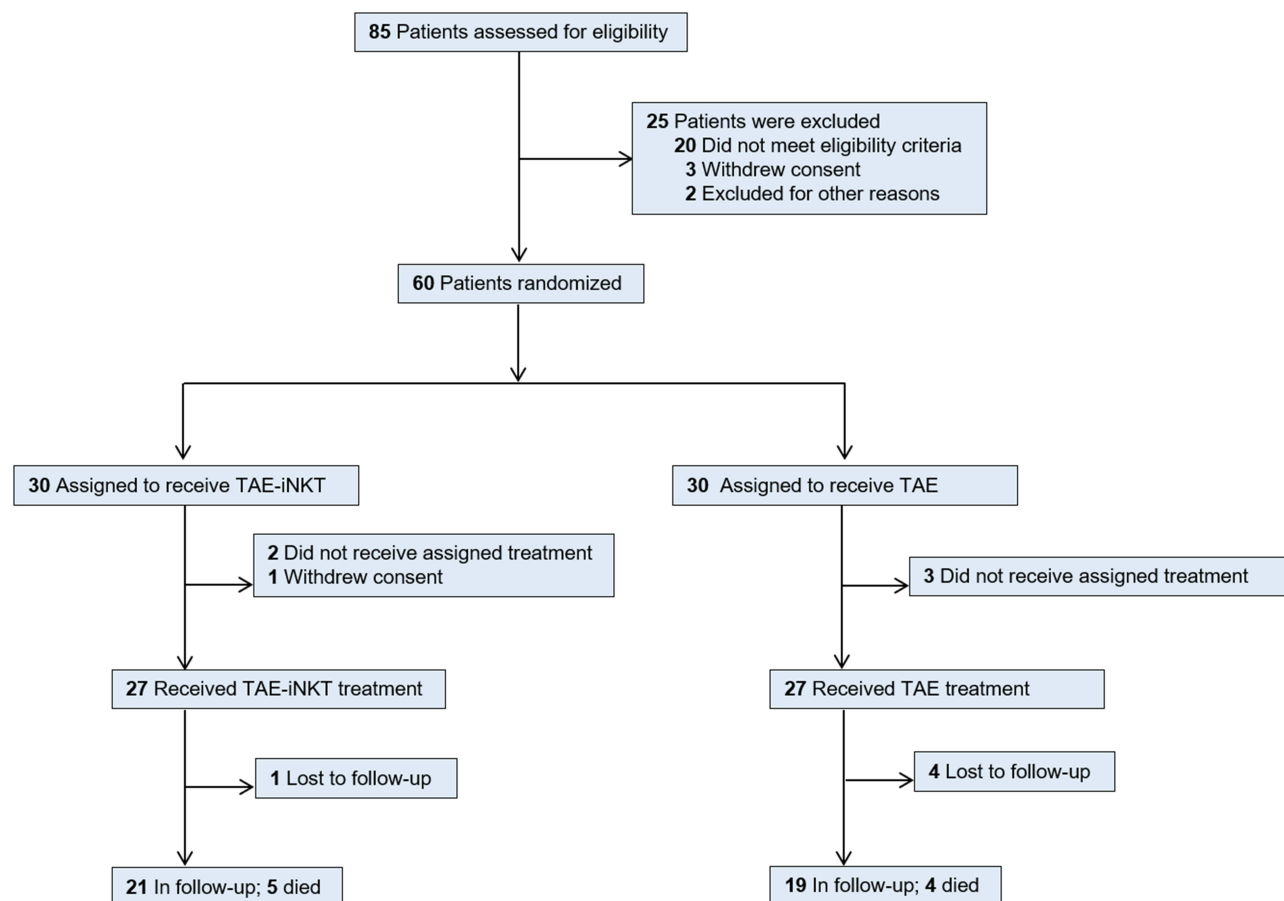 85 Patients assessed for eligibility
25 Patients were excluded
20 Did not meet eligibility criteria
3 Withdrew consent
2 Excluded for other reasons
60 Patients randomized
30 Assigned to receive TAE-iNKT
30 Assigned to receive TAE
2 Did not receive assigned treatment
1 Withdrew consent
3 Did not receive assigned treatment
27 Received TAE-iNKT treatment
27 Received TAE treatment
1 Lost to follow-up
4 Lost to follow-up
21 In follow-up; 5 died
19 In follow-up; 4 died